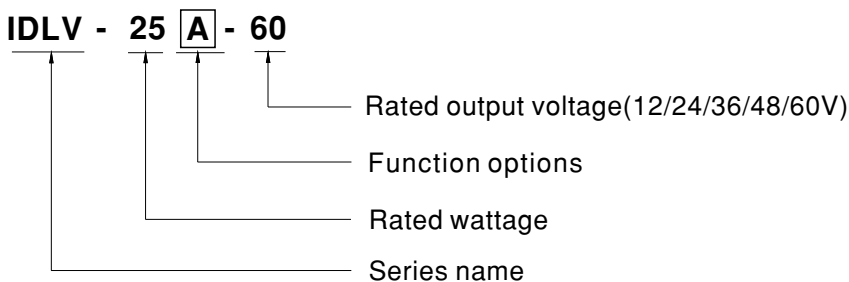 IDLV - 25 A - 60
Rated output voltage(12/24/36/48/60V)
Function options
Rated wattage
Series name